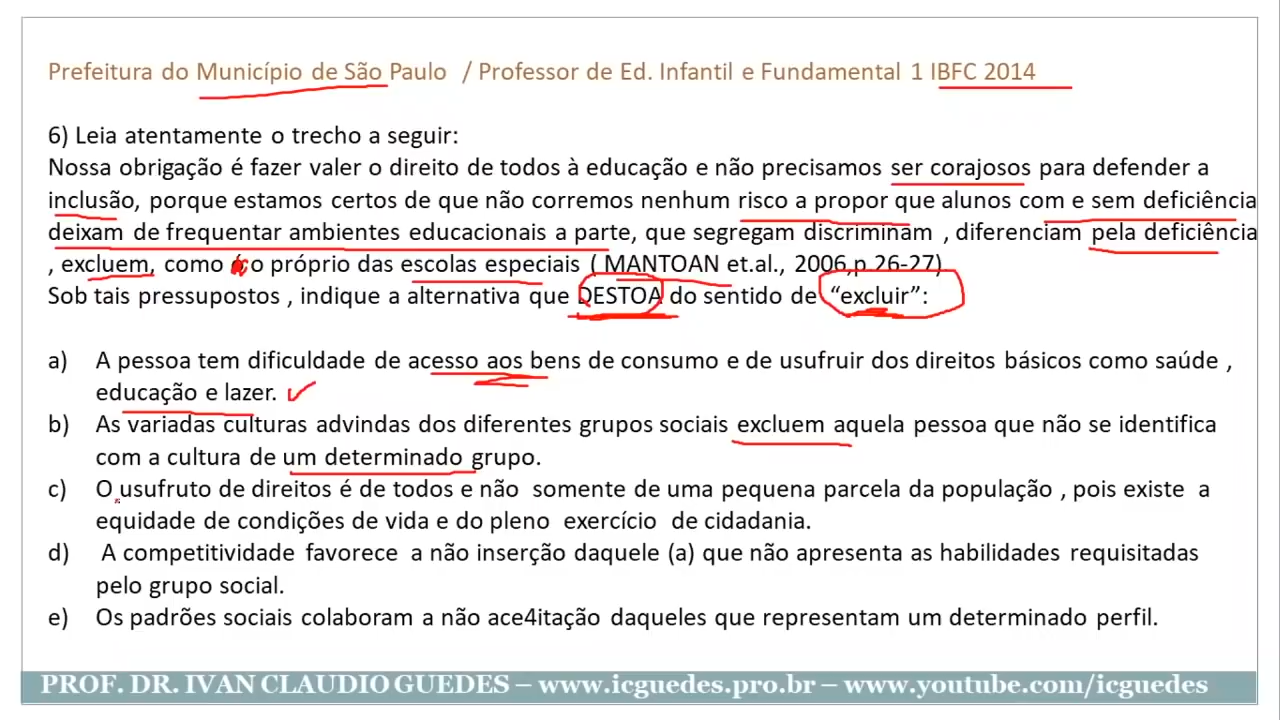 Prefeitura do Município de São Paulo / Professor de Ed. Infantil e Fundamental 1 IBFC 2014
6) Leia atentamente o trecho a seguir:
Nossa obrigação é fazer valer o direito de todos à educação e não precisamos ser corajosos para defender a
inclusão, porque estamos certos de que não corremos nenhum risco a propor que alunos com e sem deficiência
deixam de frequentar ambientes educacionais a parte, que segregam discriminam , diferenciam pela deficiência
, excluem, como é o próprio das escolas especiais ( MANTOAN et.al., 2006,p.26-27)
Sob tais pressupostos , indique a alternativa que DESTOA do sentido de “excluir”:
a) A pessoa tem dificuldade de acesso aos bens de consumo e de usufruir dos direitos básicos como saúde ,
educação e lazer.
b) As variadas culturas advindas dos diferentes grupos sociais excluem aquela pessoa que não se identifica
com a cultura de um determinado grupo.
c) O usufruto de direitos é de todos e não somente de uma pequena parcela da população , pois existe a
equidade de condições de vida e do pleno exercício de cidadania.
d) A competitividade favorece a não inserção daquele (a) que não apresenta as habilidades requisitadas
pelo grupo social.
e) Os padrões sociais colaboram a não ace4itação daqueles que representam um determinado perfil.
PROF. DR. IVAN CLAUDIO GUEDES – www.icguedes.pro.br – www.youtube.com/icguedes